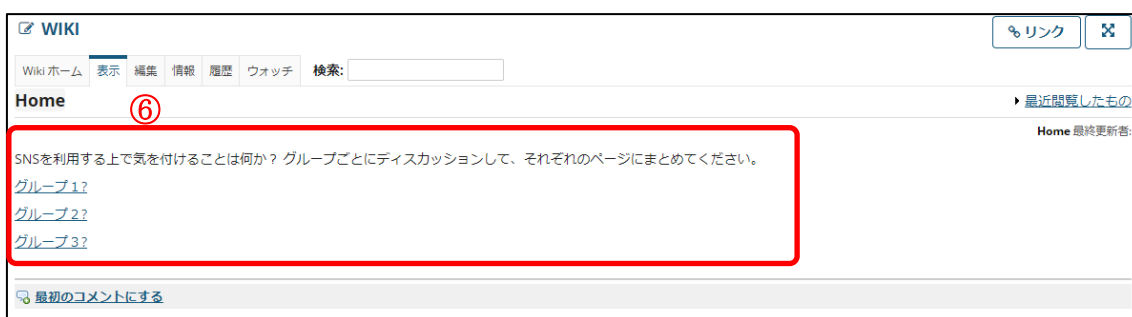 WIKI
リンク
Wiki ホーム 表示 編集 情報 履歴 ウォッチ 検索:
Home
⑥
▸ 最近閲覧したもの
Home 最終更新者:
SNSを利用する上で気を付けることは何か？ グループごとにディスカッションして、それぞれのページにまとめてください。
グループ 1?
グループ 2?
グループ 3?
最初のコメントにする